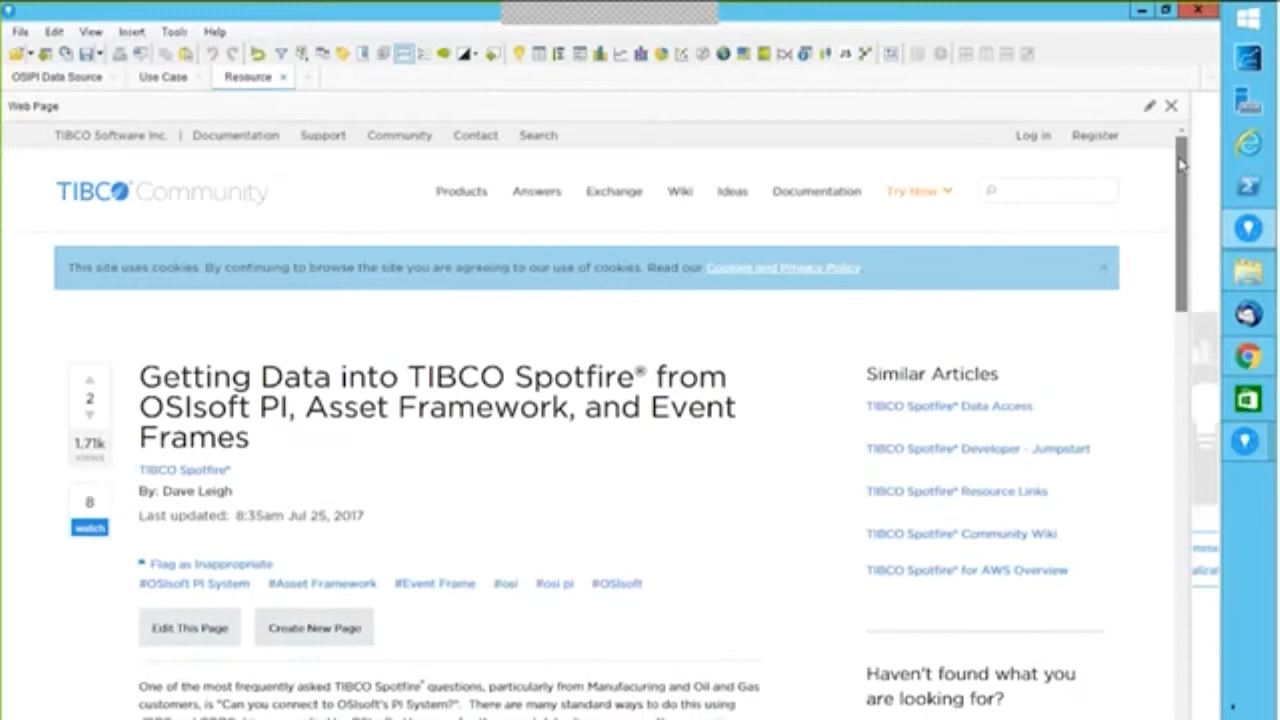 File Edit View Insert Tools Help
OSIPI Data Source Use Case Resource
Web Page
TIBCO Software Inc. | Documentation Support Community Contact Search Log in Register
TIBCO Community Products Answers Exchange Wiki Ideas Documentation Try Now
This site uses cookies. By continuing to browse the site you are agreeing to our use of cookies. Read our Cookies and Privacy Policy.
2
1.71k
VIEWS
8
watch
Getting Data into TIBCO Spotfire® from
OSIsoft PI, Asset Framework, and Event
Frames
TIBCO Spotfire®
By: Dave Leigh
Last updated: 8:35am Jul 25, 2017
Flag as Inappropriate
#OSIsoft PI System #Asset Framework #Event Frame #osi #osi pi #OSIsoft
Edit This Page Create New Page
One of the most frequently asked TIBCO Spotfire® questions, particularly from Manufacuring and Oil and Gas
customers, is "Can you connect to OSIsoft's PI System?". There are many standard ways to do this using
Similar Articles
TIBCO Spotfire® Data Access
TIBCO Spotfire® Developer - Jumpstart
TIBCO Spotfire® Resource Links
TIBCO Spotfire® Community Wiki
TIBCO Spotfire® for AWS Overview
Haven't found what you
are looking for?